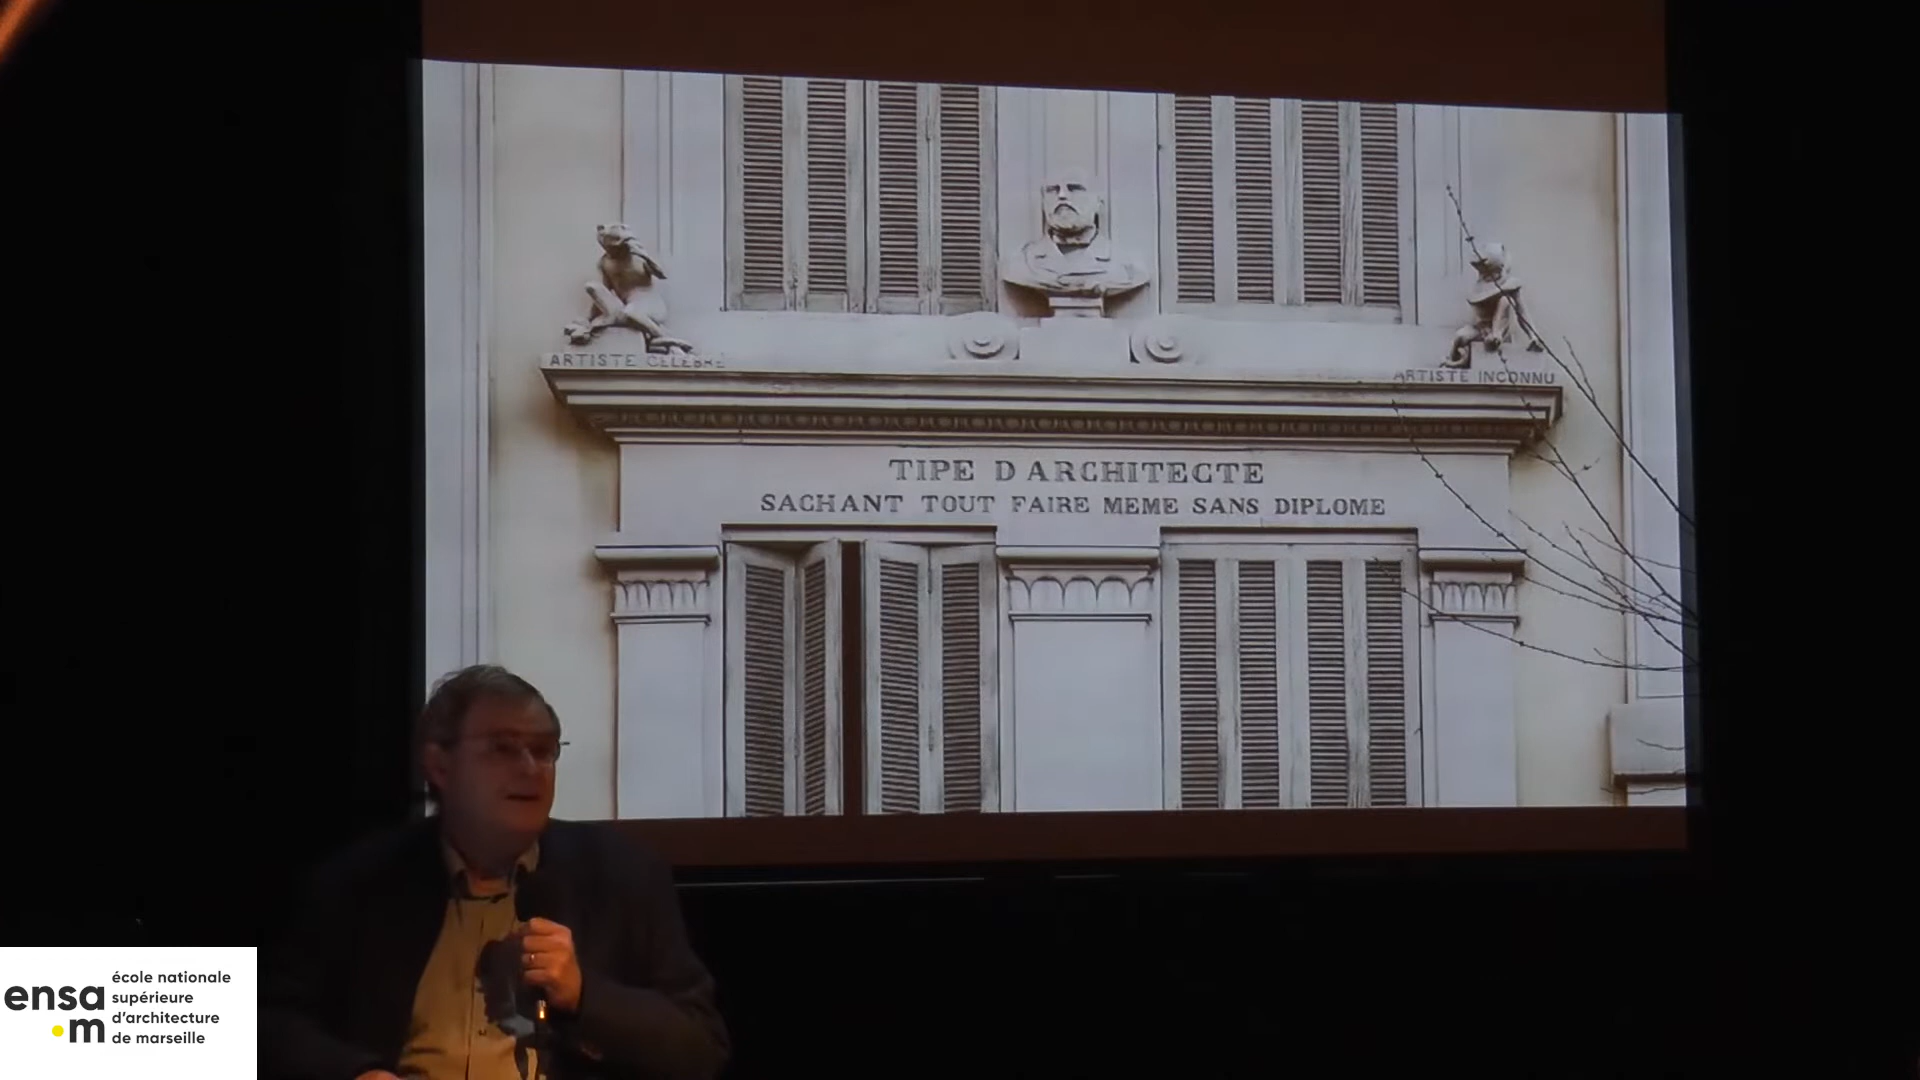 ARTISTE CELEBRE
ARTISTE INCONNU
TIPE D ARCHITECTE
SACHANT TOUT FAIRE MEME SANS DIPLOME
ensa
•m
école nationale
supérieure
d'architecture
de marseille